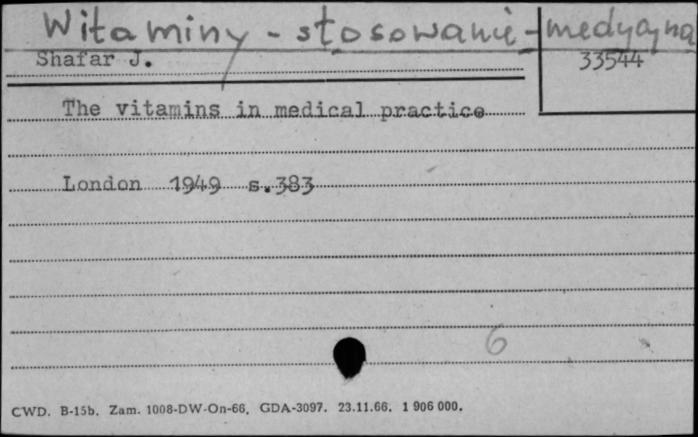 Witaminy - stosowanie - medycyna
Shafar J.
33544
The vitamins in medical practice
London 1949 s.383
6
CWD. B-15b. Zam. 1008-DW-On-66. GDA-3097. 23.11.66. 1 906 000.